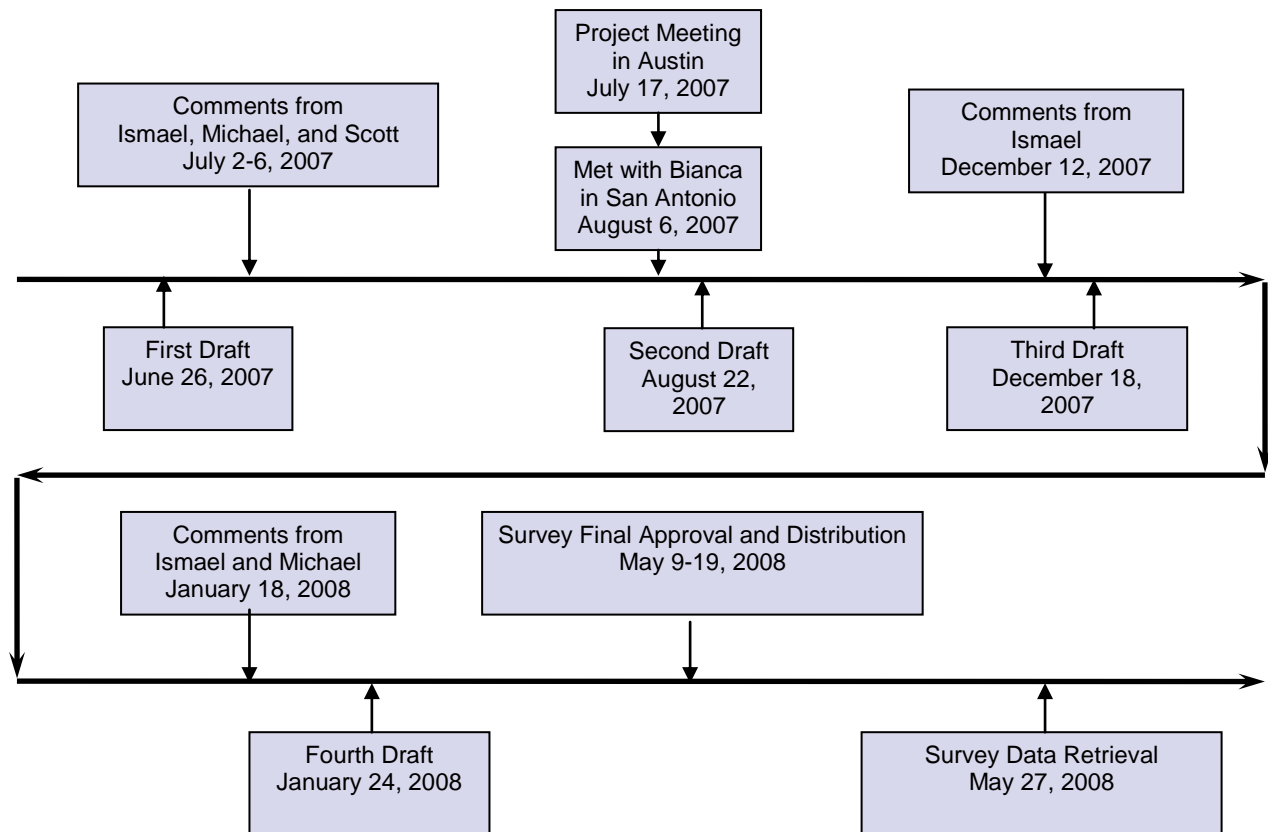 Project Meeting
in Austin
July 17, 2007
Comments from
Ismael, Michael, and Scott
July 2-6, 2007
Comments from
Ismael
December 12, 2007
Met with Bianca
in San Antonio
August 6, 2007
First Draft
June 26, 2007
Second Draft
August 22,
2007
Third Draft
December 18,
2007
Comments from
Ismael and Michael
January 18, 2008
Survey Final Approval and Distribution
May 9-19, 2008
Fourth Draft
January 24, 2008
Survey Data Retrieval
May 27, 2008